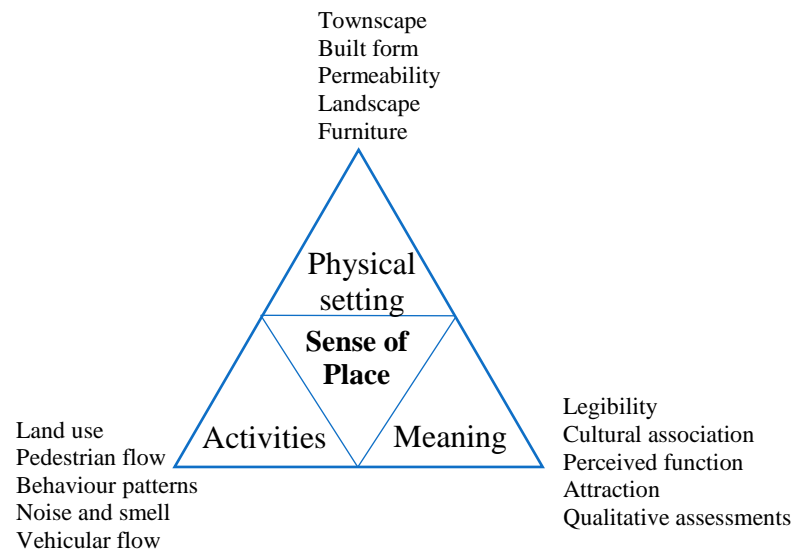 Townscape
Built form
Permeability
Landscape
Furniture
Physical
setting
Sense of
Place
Activities
Meaning
Land use
Pedestrian flow
Behaviour patterns
Noise and smell
Vehicular flow
Legibility
Cultural association
Perceived function
Attraction
Qualitative assessments